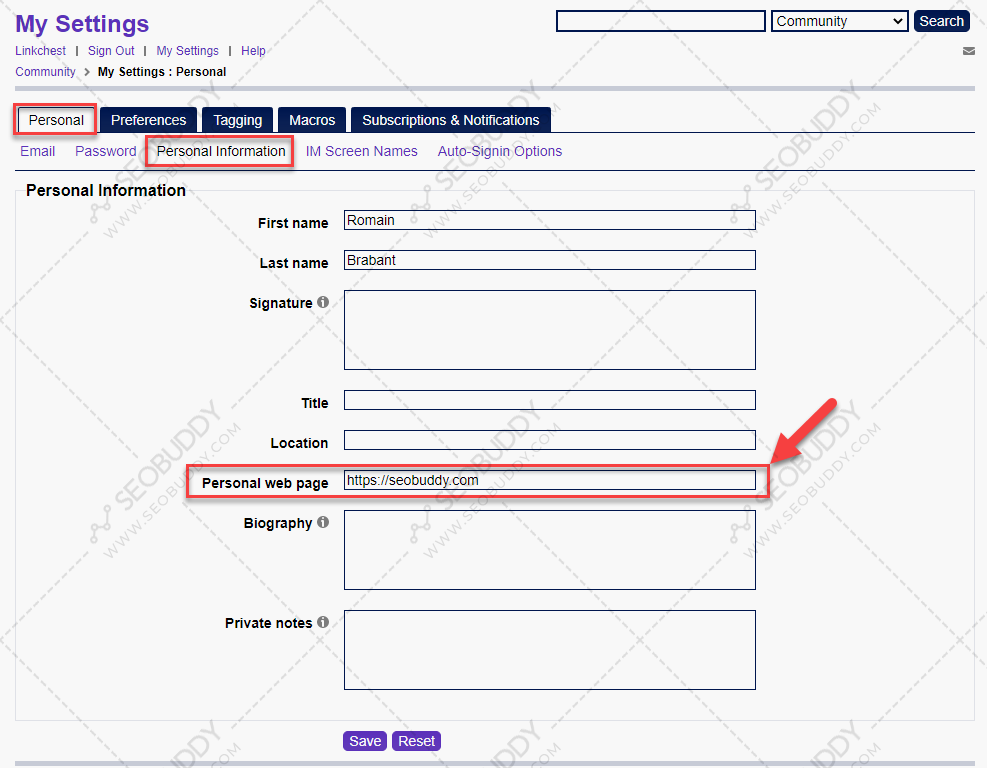 My Settings
Community
Search
Linkchest | Sign Out | My Settings | Help
Community > My Settings : Personal
Personal Preferences Tagging Macros Subscriptions & Notifications
Email Password Personal Information IM Screen Names Auto-Signin Options
Personal Information
First name Romain
Last name Brabant
Signature
Title
Location
Personal web page https://seobuddy.com
Biography
Private notes
Save Reset
SEOBUDDY
WWW.SEOBUDDY.COM